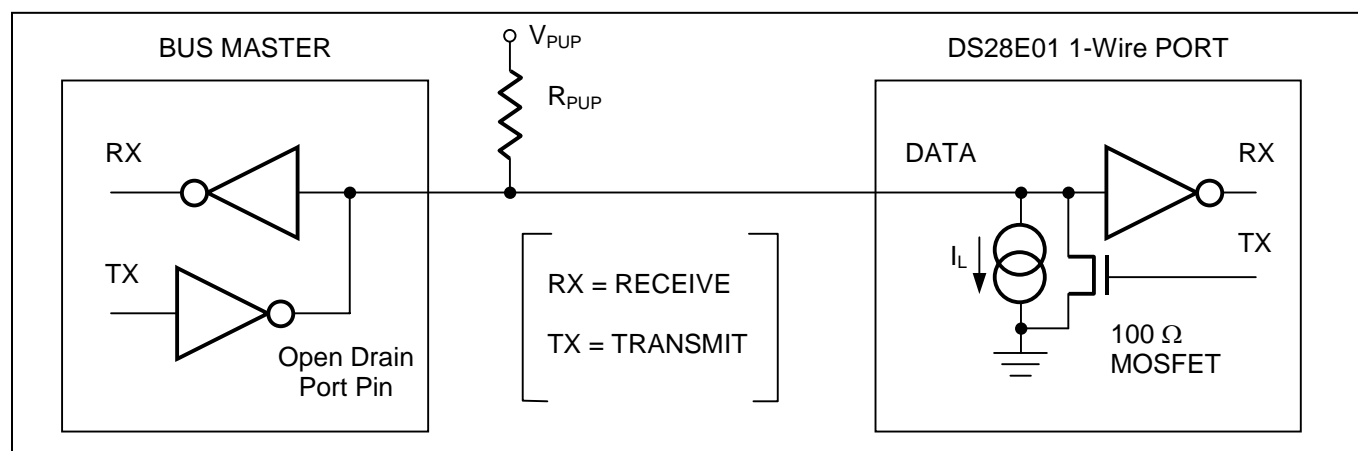 BUS MASTER
V_PUP
DS28E01 1-Wire PORT
R_PUP
RX
DATA
RX
TX
I_L
TX
RX = RECEIVE
TX = TRANSMIT
Open Drain
Port Pin
100 Ω
MOSFET